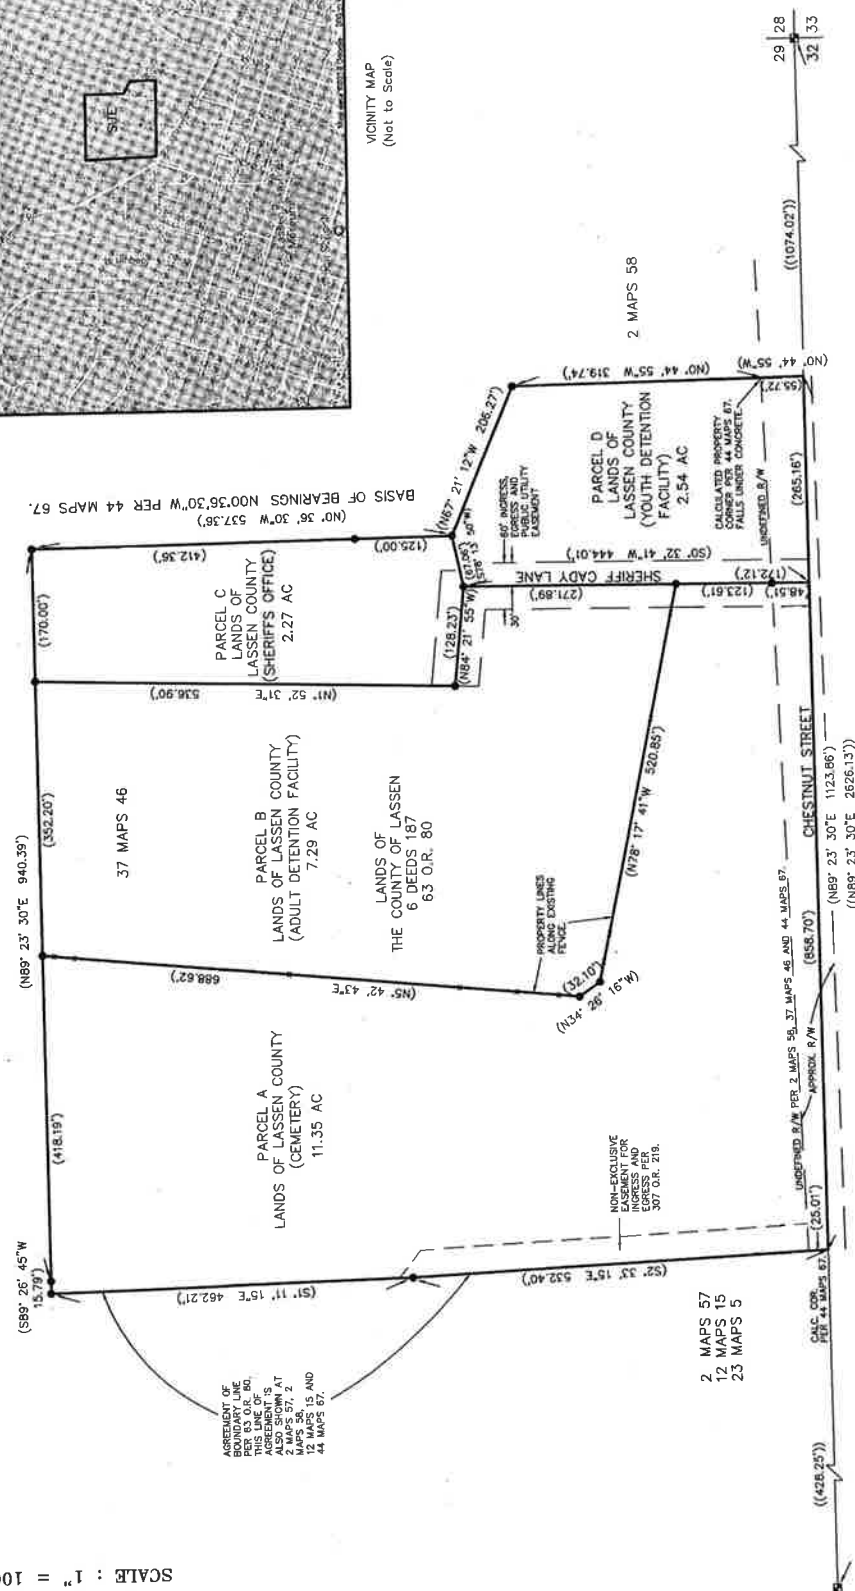 SITE
VICINITY MAP
(Not to Scale)
29 28
32 33
((1074.02'))
2 MAPS 58
BASIS OF BEARINGS N00°36'30"W PER 44 MAPS 67.
(N0° 36' 30"W 537.36')
(412.36')
(125.00')
(170.00')
PARCEL C
LANDS OF
LASSEN COUNTY
(SHERIFF'S OFFICE)
2.27 AC
(N1° 52' 31"E 536.90')
(N89° 23' 30"E 940.39')
(352.20')
37 MAPS 46
PARCEL B
LANDS OF LASSEN COUNTY
(ADULT DETENTION FACILITY)
7.29 AC
LANDS OF
THE COUNTY OF LASSEN
6 DEEDS 187
63 O.R. 80
(N67° 21' 12"W 206.27')
(67.06')
(S78° 13' 50"W)
(128.23')
(N84° 21' 55"W)
60' INGRESS,
EGRESS AND
PUBLIC UTILITY
EASEMENT
30'
PARCEL D
LANDS OF
LASSEN COUNTY
(YOUTH DETENTION
FACILITY)
2.54 AC
(N0° 44' 55"W 319.74')
(N0° 44' 55"W)
(55.72')
CALCULATED PROPERTY
CORNER PER 44 MAPS 67.
FALLS UNDER CONCRETE.
UNDEFINED R/W
(265.16')
(S0° 32' 41"W 444.01')
SHERIFF CADY LANE
(271.89')
(123.61')
(172.12')
(48.51')
(N78° 17' 41"W 520.85')
PROPERTY LINES
ALONG EXISTING
FENCE.
(32.10')
(N34° 26' 16"W)
(N5° 42' 43"E 688.62')
(418.19')
PARCEL A
LANDS OF LASSEN COUNTY
(CEMETERY)
11.35 AC
(S89° 26' 45"W
15.79')
(S1° 11' 15"E 462.21')
(S2° 33' 15"E 532.40')
NON-EXCLUSIVE
EASEMENT FOR
INGRESS AND
EGRESS PER
307 O.R. 219.
UNDEFINED R/W PER 2 MAPS 58, 37 MAPS 46 AND 44 MAPS 67.
APPROX. R/W
(25.01')
(858.70')
CHESTNUT STREET
(N89° 23' 30"E 1123.86')
((N89° 23' 30"E 2626.13'))
CALC. COR.
PER 44 MAPS 67.
2 MAPS 57
12 MAPS 15
23 MAPS 5
AGREEMENT OF
BOUNDARY LINE
PER 63 O.R. 80.
THIS LINE OF
AGREEMENT IS
ALSO SHOWN AT
2 MAPS 57, 2
MAPS 58,
12 MAPS 15 AND
44 MAPS 67.
((428.25'))
SCALE : 1" = 100